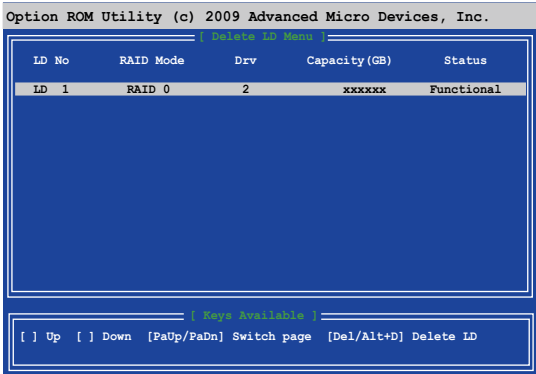 Option ROM Utility (c) 2009 Advanced Micro Devices, Inc.
[ Delete LD Menu ]
LD No RAID Mode Drv Capacity(GB) Status
LD 1 RAID 0 2 xxxxxx Functional
[ Keys Available ]
[ ] Up [ ] Down [PaUp/PaDn] Switch page [Del/Alt+D] Delete LD